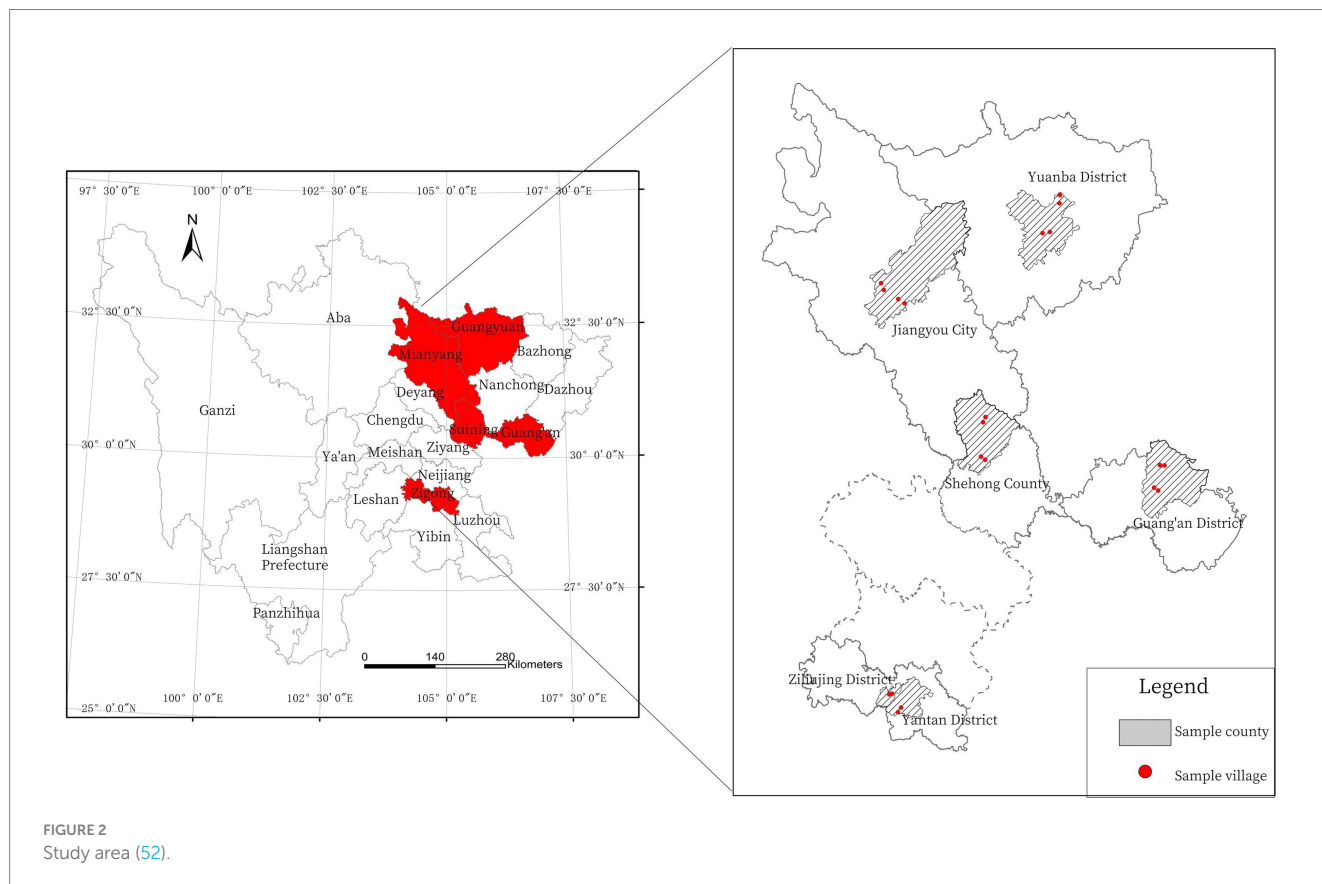 97° 30′ 0″E
100° 0′ 0″E
102° 30′ 0″E
105° 0′ 0″E
107° 30′ 0″E
N
32° 30′ 0″N
32° 30′ 0″N
Aba
Guangyuan
Mianyang
Bazhong
Nanchong
Dazhou
Deyang
Ganzi
Chengdu
Suining
Guang'an
30° 0′ 0″N
30° 0′ 0″N
Ya'an
Meishan
Ziyang
Neijiang
Leshan
Zigong
Luzhou
Yibin
Liangshan
Prefecture
27° 30′ 0″N
27° 30′ 0″N
Panzhihua
0
140
280
Kilometers
25° 0′ 0″N
100° 0′ 0″E
102° 30′ 0″E
105° 0′ 0″E
107° 30′ 0″E
Yuanba District
Jiangyou City
Shehong County
Guang'an District
Ziliujing District
Yantan District
Legend
Sample county
Sample village
FIGURE 2
Study area (52).